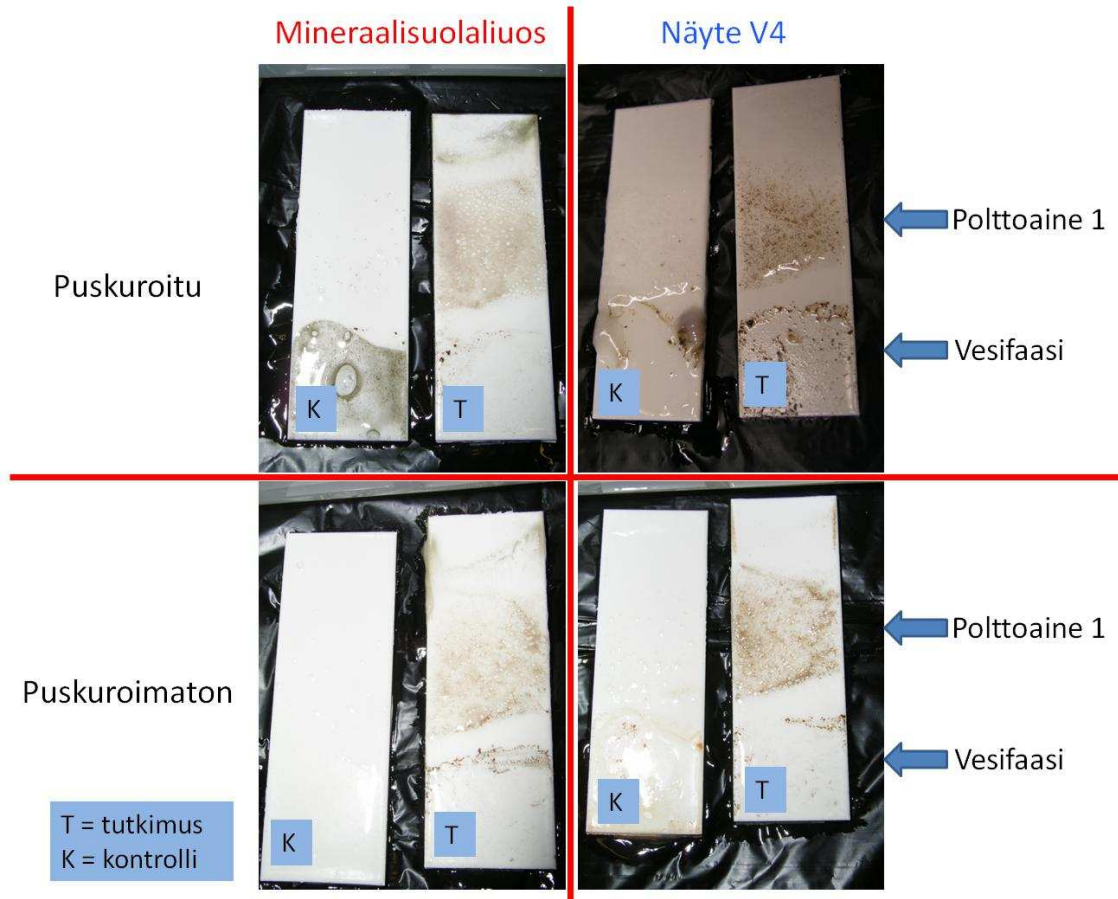 Mineraalisuolaliuos
Näyte V4
Puskuroitu
K
T
K
T
Polttoaine 1
Vesifaasi
Puskuroimaton
K
T
K
T
Polttoaine 1
Vesifaasi
T = tutkimus
K = kontrolli